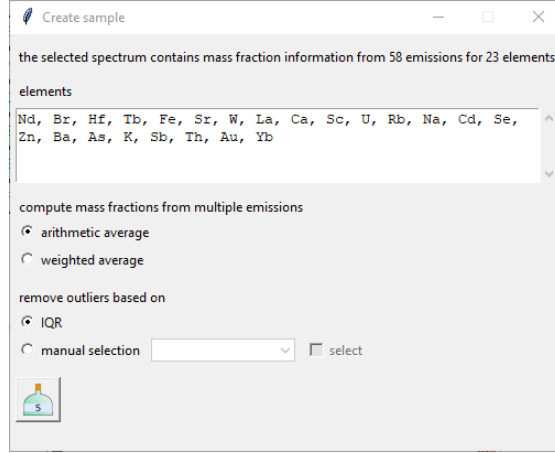 Create sample
the selected spectrum contains mass fraction information from 58 emissions for 23 elements
elements
Nd, Br, Hf, Tb, Fe, Sr, W, La, Ca, Sc, U, Rb, Na, Cd, Se,
Zn, Ba, As, K, Sb, Th, Au, Yb
compute mass fractions from multiple emissions
arithmetic average
weighted average
remove outliers based on
IQR
manual selection select
S